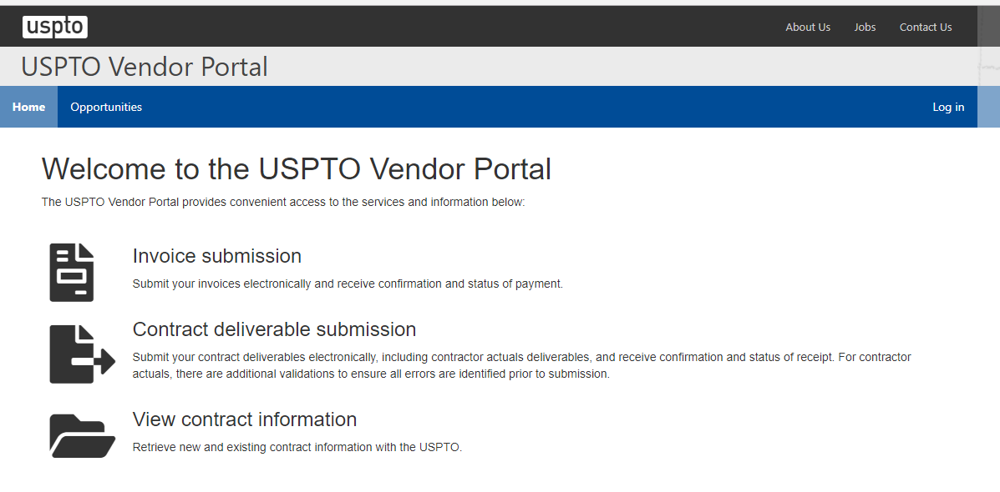 uspto
About Us Jobs Contact Us
USPTO Vendor Portal
Home Opportunities Log in
Welcome to the USPTO Vendor Portal
The USPTO Vendor Portal provides convenient access to the services and information below:
Invoice submission
Submit your invoices electronically and receive confirmation and status of payment.
Contract deliverable submission
Submit your contract deliverables electronically, including contractor actuals deliverables, and receive confirmation and status of receipt. For contractor
actuals, there are additional validations to ensure all errors are identified prior to submission.
View contract information
Retrieve new and existing contract information with the USPTO.